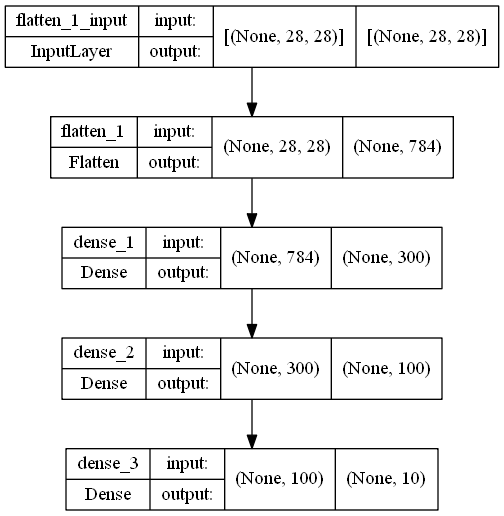 flatten_1_input input: [(None, 28, 28)] [(None, 28, 28)]
InputLayer output:
flatten_1 input: (None, 28, 28) (None, 784)
Flatten output:
dense_1 input: (None, 784) (None, 300)
Dense output:
dense_2 input: (None, 300) (None, 100)
Dense output:
dense_3 input: (None, 100) (None, 10)
Dense output: